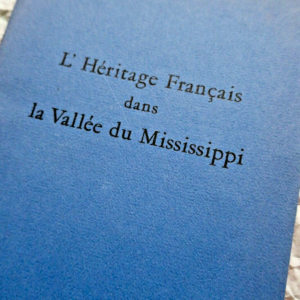 L' Héritage Français
dans
la Vallée du Mississippi